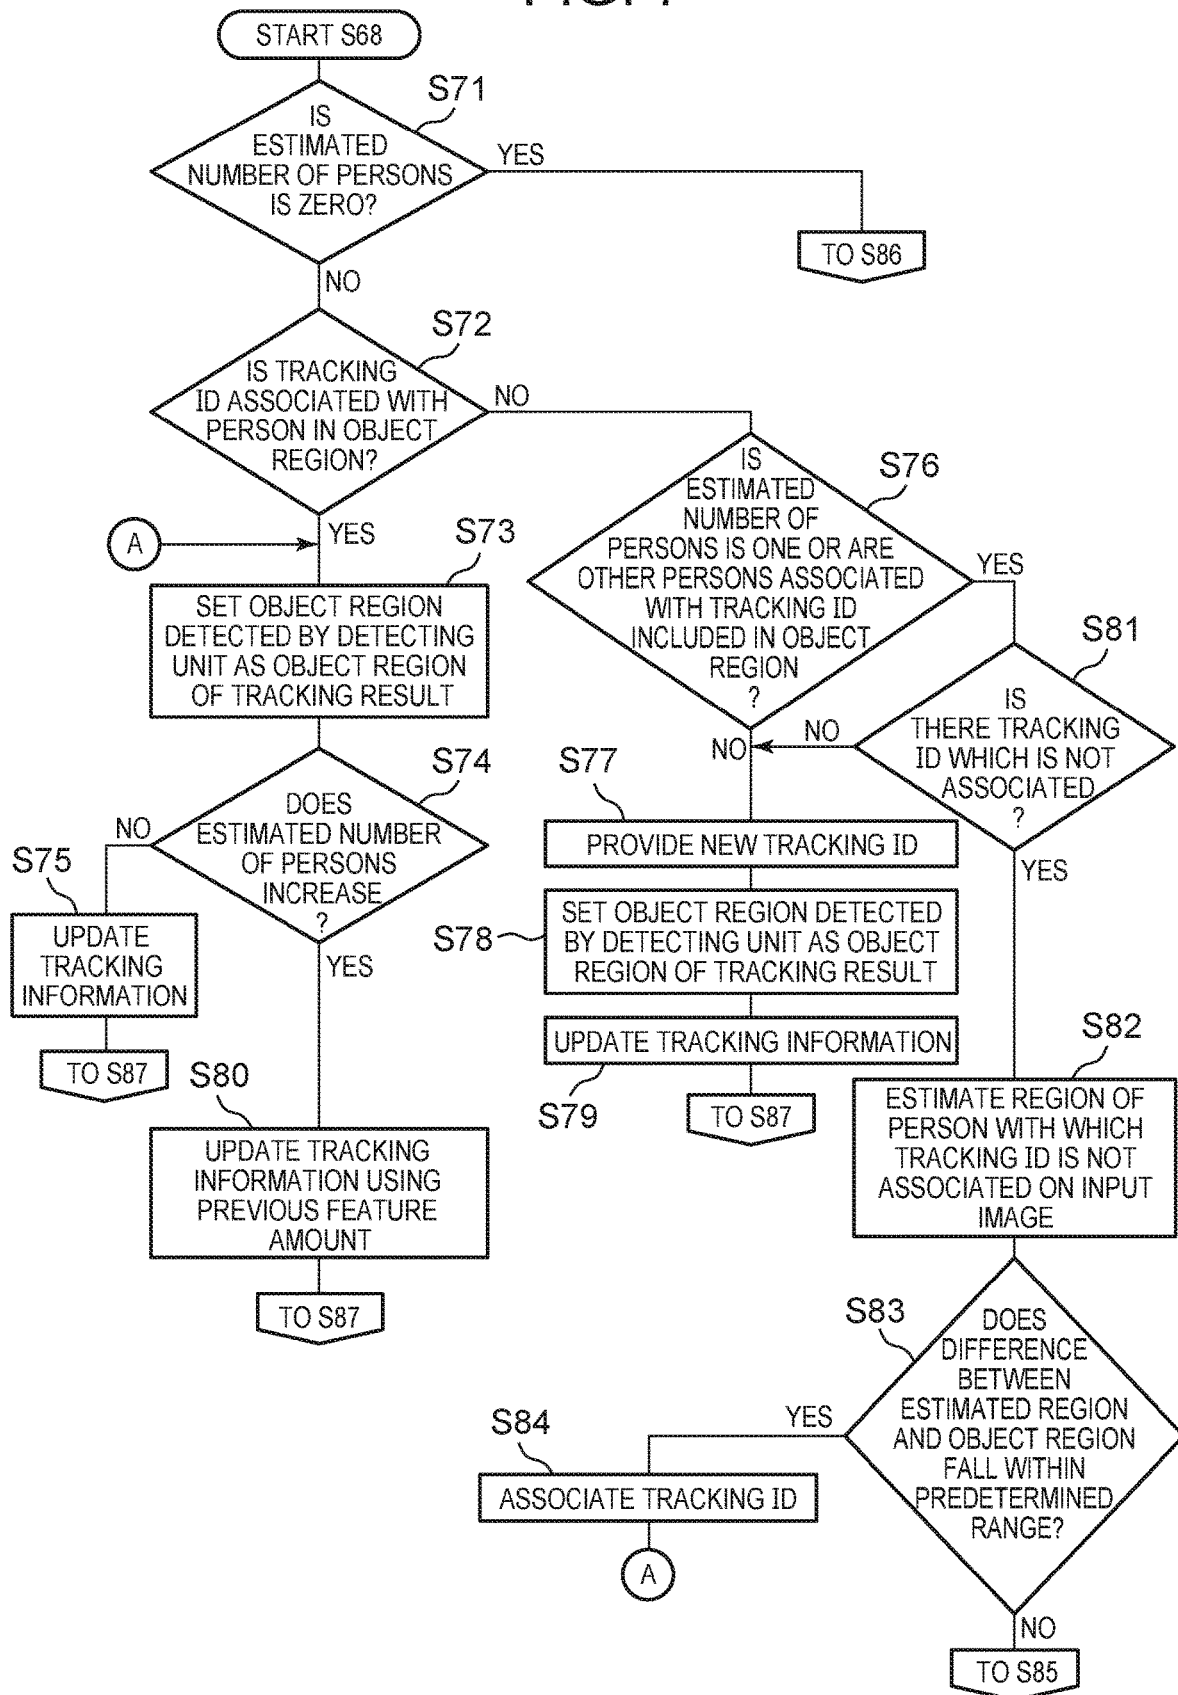 START S68
S71
IS
ESTIMATED
NUMBER OF PERSONS
IS ZERO?
YES
TO S86
NO
S72
IS TRACKING
ID ASSOCIATED WITH
PERSON IN OBJECT
REGION?
NO
YES
A
S73
SET OBJECT REGION
DETECTED BY DETECTING
UNIT AS OBJECT REGION
OF TRACKING RESULT
S74
DOES
ESTIMATED NUMBER
OF PERSONS
INCREASE
?
NO
S75
UPDATE
TRACKING
INFORMATION
TO S87
YES
S80
UPDATE TRACKING
INFORMATION USING
PREVIOUS FEATURE
AMOUNT
TO S87
S76
IS
ESTIMATED
NUMBER OF
PERSONS IS ONE OR ARE
OTHER PERSONS ASSOCIATED
WITH TRACKING ID
INCLUDED IN OBJECT
REGION
?
YES
NO
S77
PROVIDE NEW TRACKING ID
S78
SET OBJECT REGION DETECTED
BY DETECTING UNIT AS OBJECT
REGION OF TRACKING RESULT
UPDATE TRACKING INFORMATION
S79
TO S87
S81
IS
THERE TRACKING
ID WHICH IS NOT
ASSOCIATED
?
NO
YES
S82
ESTIMATE REGION OF
PERSON WITH WHICH
TRACKING ID IS NOT
ASSOCIATED ON INPUT
IMAGE
S83
DOES
DIFFERENCE
BETWEEN
ESTIMATED REGION
AND OBJECT REGION
FALL WITHIN
PREDETERMINED
RANGE?
YES
S84
ASSOCIATE TRACKING ID
A
NO
TO S85